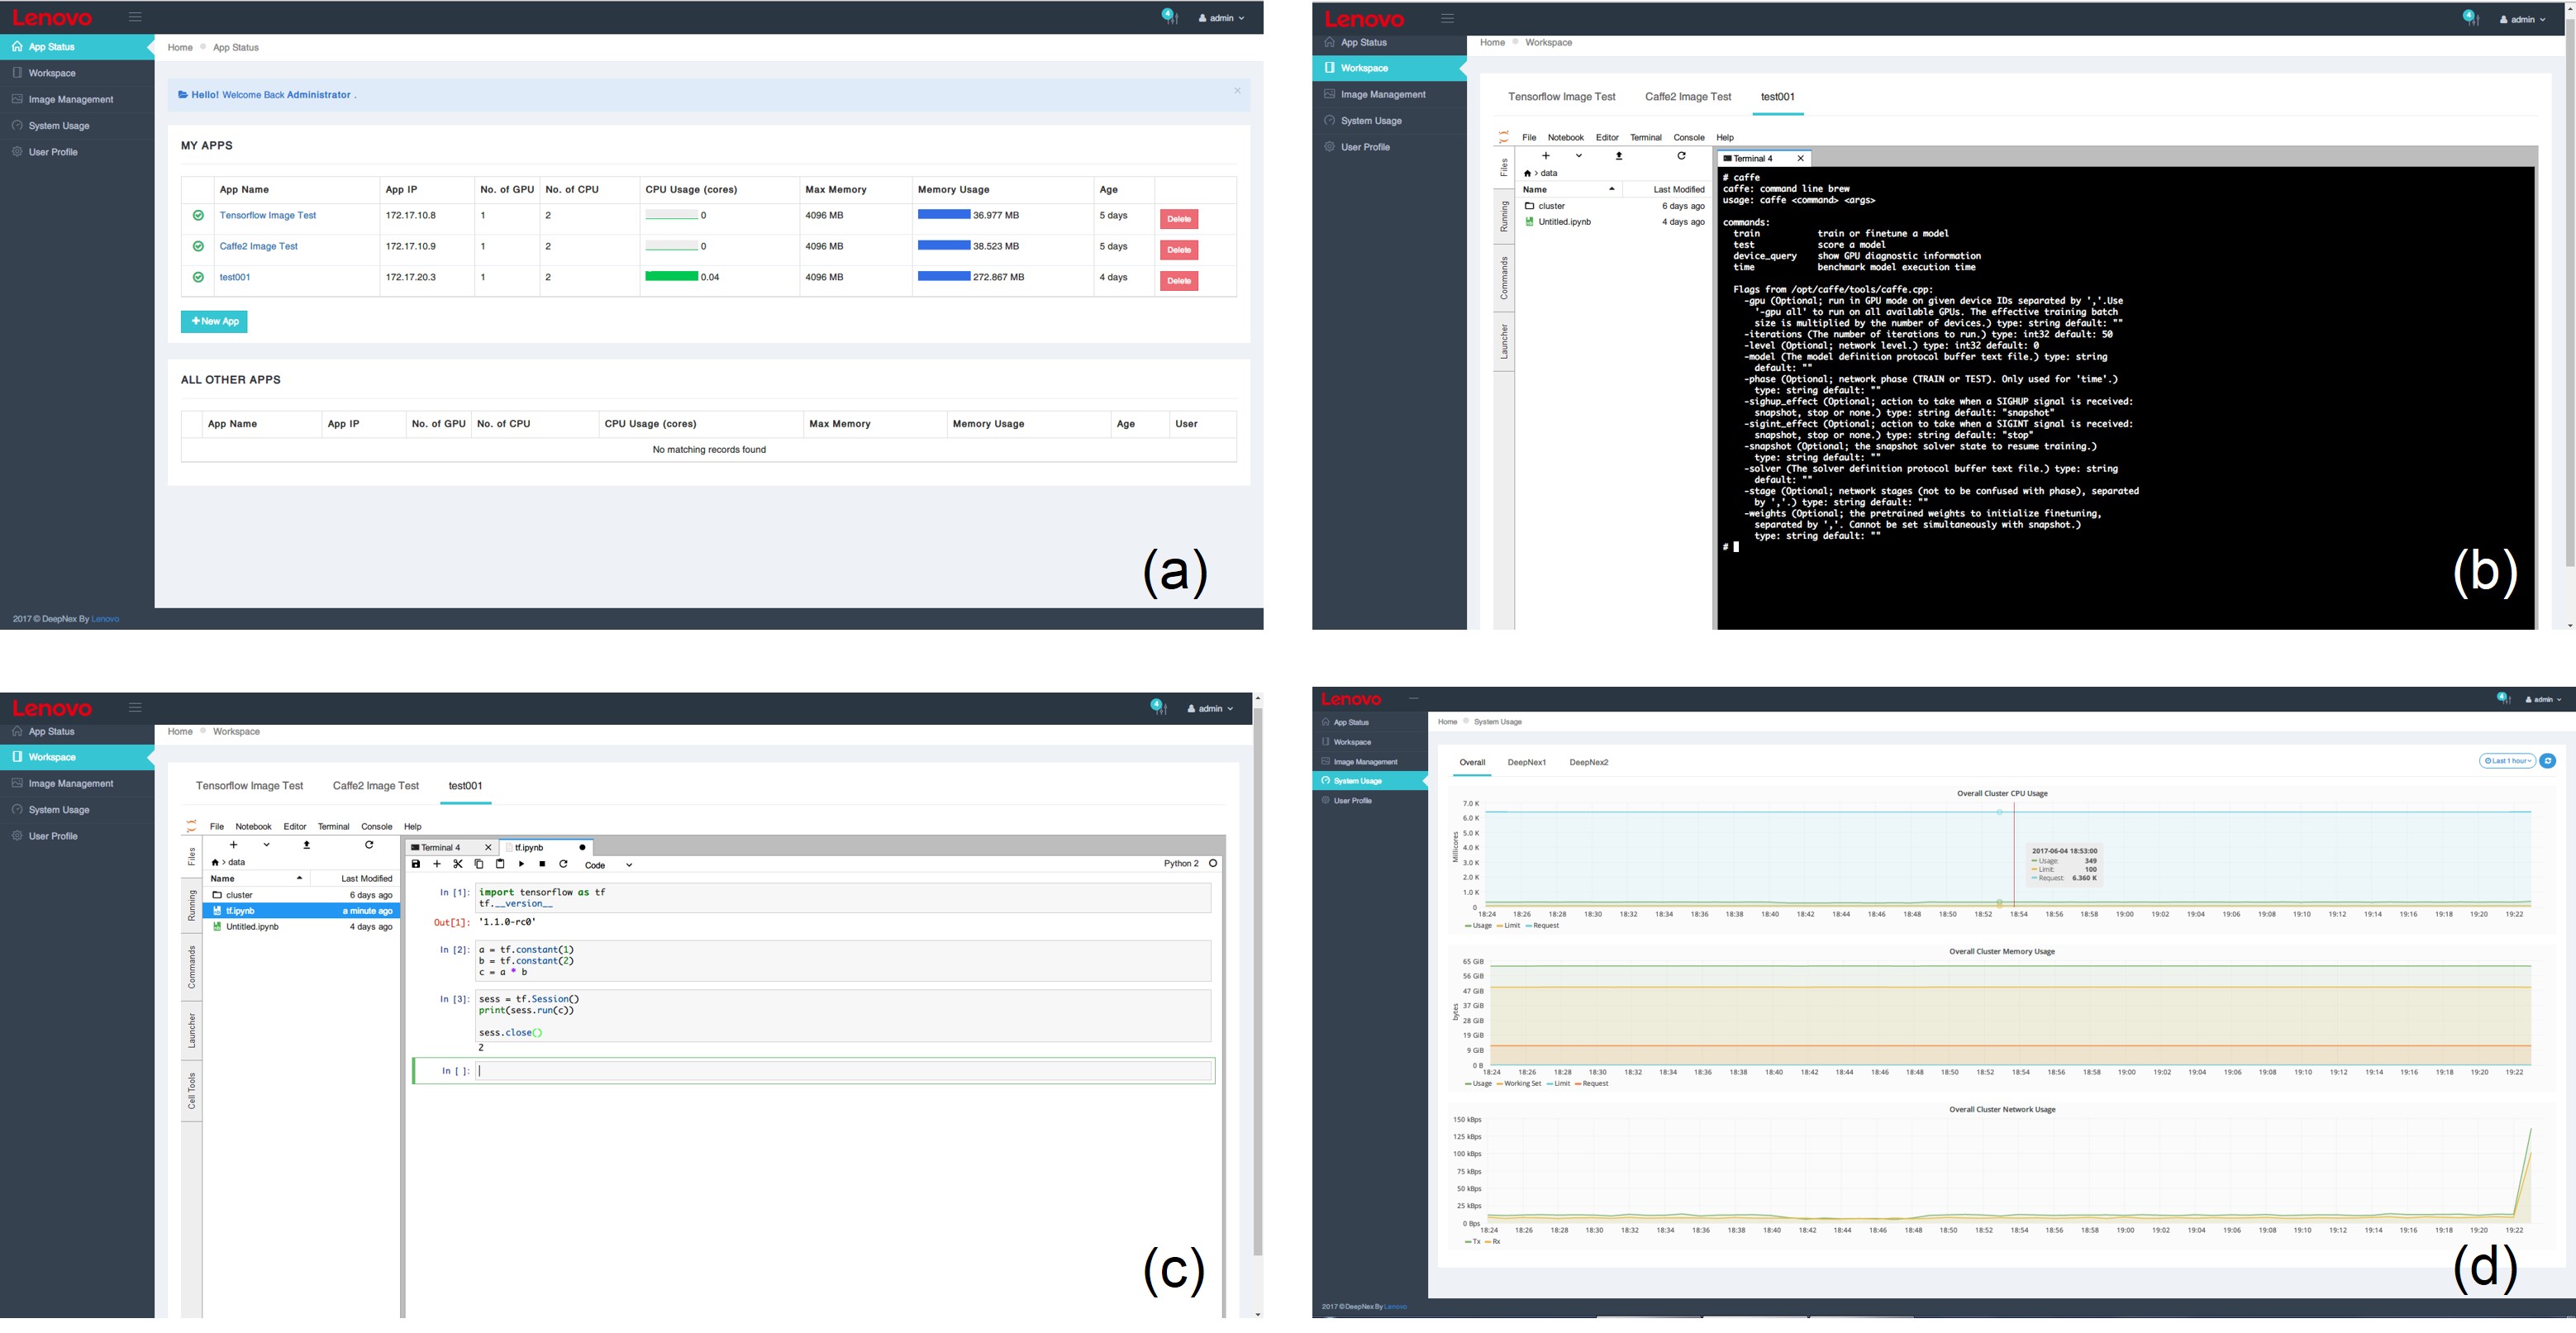 Lenovo
4 admin
App Status
Workspace
Image Management
System Usage
User Profile
Home App Status
Hello! Welcome Back Administrator .
×
MY APPS
App Name App IP No. of GPU No. of CPU CPU Usage (cores) Max Memory Memory Usage Age
Tensorflow Image Test 172.17.10.8 1 2 0 4096 MB 36.977 MB 5 days Delete
Caffe2 Image Test 172.17.10.9 1 2 0 4096 MB 38.523 MB 5 days Delete
test001 172.17.20.3 1 2 0.04 4096 MB 272.867 MB 4 days Delete
+ New App
ALL OTHER APPS
App Name App IP No. of GPU No. of CPU CPU Usage (cores) Max Memory Memory Usage Age User
No matching records found
(a)
2017 © DeepNex By Lenovo
Lenovo
4 admin
App Status
Workspace
Image Management
System Usage
User Profile
Home Workspace
Tensorflow Image Test Caffe2 Image Test test001
File Notebook Editor Terminal Console Help
Files
Running
Commands
Launcher
> data
Name Last Modified
cluster 6 days ago
Untitled.ipynb 4 days ago
Terminal 4 X
# caffe
caffe: command line brew
usage: caffe <command> <args>
commands:
train train or finetune a model
test score a model
device_query show GPU diagnostic information
time benchmark model execution time
Flags from /opt/caffe/tools/caffe.cpp:
-gpu (Optional; run in GPU mode on given device IDs separated by ','.Use
'-gpu all' to run on all available GPUs. The effective training batch
size is multiplied by the number of devices.) type: string default: ""
-iterations (The number of iterations to run.) type: int32 default: 50
-level (Optional; network level.) type: int32 default: 0
-model (The model definition protocol buffer text file.) type: string
default: ""
-phase (Optional; network phase (TRAIN or TEST). Only used for 'time'.)
type: string default: ""
-sighup_effect (Optional; action to take when a SIGHUP signal is received:
snapshot, stop or none.) type: string default: "snapshot"
-sigint_effect (Optional; action to take when a SIGINT signal is received:
snapshot, stop or none.) type: string default: "stop"
-snapshot (Optional; the snapshot solver state to resume training.)
type: string default: ""
-solver (The solver definition protocol buffer text file.) type: string
default: ""
-stage (Optional; network stages (not to be confused with phase), separated
by ','.) type: string default: ""
-weights (Optional; the pretrained weights to initialize finetuning,
separated by ','. Cannot be set simultaneously with snapshot.)
type: string default: ""
#
(b)
Lenovo
4 admin
App Status
Workspace
Image Management
System Usage
User Profile
Home Workspace
Tensorflow Image Test Caffe2 Image Test test001
File Notebook Editor Terminal Console Help
Files
Running
Commands
Launcher
Cell Tools
> data
Name Last Modified
cluster 6 days ago
tf.ipynb a minute ago
Untitled.ipynb 4 days ago
Terminal 4 X tf.ipynb
Code Python 2
In [1]: import tensorflow as tf
tf.__version__
Out[1]: '1.1.0-rc0'
In [2]: a = tf.constant(1)
b = tf.constant(2)
c = a * b
In [3]: sess = tf.Session()
print(sess.run(c))
sess.close()
2
In [ ]:
(c)
Lenovo
4 admin
App Status
Workspace
Image Management
System Usage
User Profile
Home System Usage
Overall DeepNex1 DeepNex2
Last 1 hour
Overall Cluster CPU Usage
Millicores
7.0 K
6.0 K
5.0 K
4.0 K
3.0 K
2.0 K
1.0 K
0
2017-06-04 18:53:00
Usage: 349
Limit: 100
Request: 6.360 K
18:24 18:26 18:28 18:30 18:32 18:34 18:36 18:38 18:40 18:42 18:44 18:46 18:48 18:50 18:52 18:54 18:56 18:58 19:00 19:02 19:04 19:06 19:08 19:10 19:12 19:14 19:16 19:18 19:20 19:22
Usage Limit Request
Overall Cluster Memory Usage
bytes
65 GiB
56 GiB
47 GiB
37 GiB
28 GiB
19 GiB
9 GiB
0 B
18:24 18:26 18:28 18:30 18:32 18:34 18:36 18:38 18:40 18:42 18:44 18:46 18:48 18:50 18:52 18:54 18:56 18:58 19:00 19:02 19:04 19:06 19:08 19:10 19:12 19:14 19:16 19:18 19:20 19:22
Usage Working Set Limit Request
Overall Cluster Network Usage
150 kBps
125 kBps
100 kBps
75 kBps
50 kBps
25 kBps
0 Bps
18:24 18:26 18:28 18:30 18:32 18:34 18:36 18:38 18:40 18:42 18:44 18:46 18:48 18:50 18:52 18:54 18:56 18:58 19:00 19:02 19:04 19:06 19:08 19:10 19:12 19:14 19:16 19:18 19:20 19:22
Tx Rx
(d)
2017 © DeepNex By Lenovo